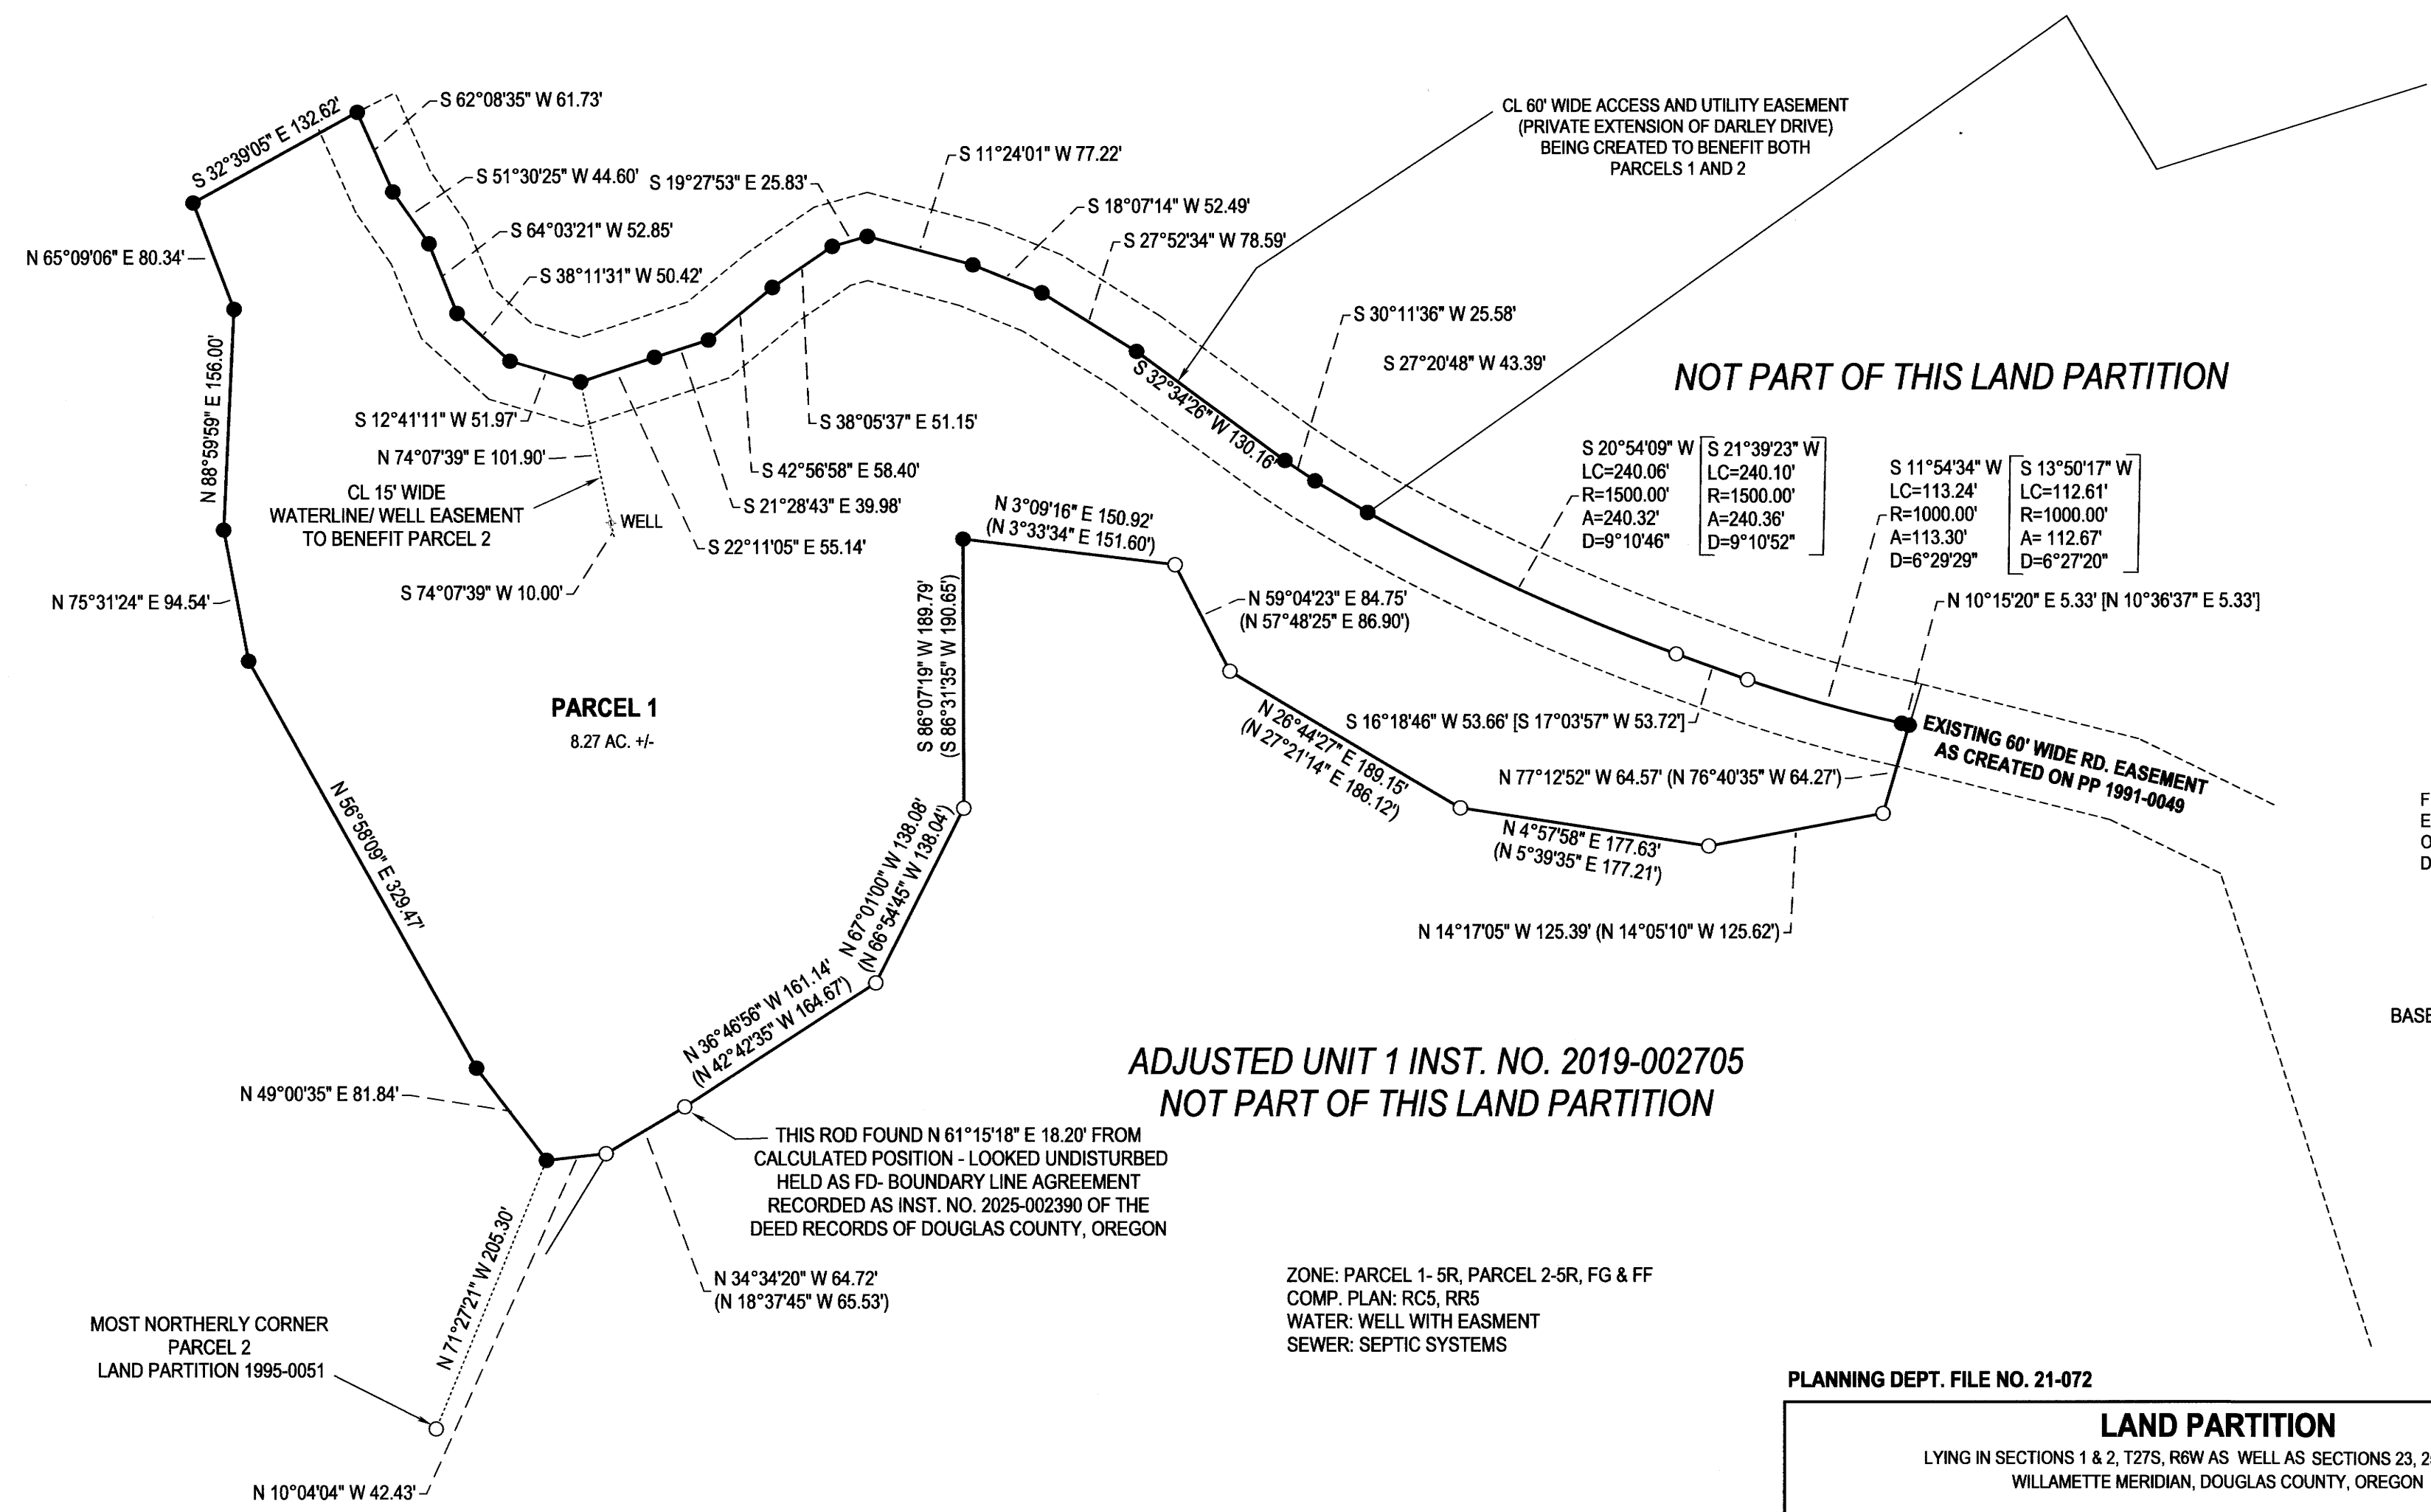 S 32°39'05" E 132.62'
S 62°08'35" W 61.73'
S 51°30'25" W 44.60'
S 64°03'21" W 52.85'
S 38°11'31" W 50.42'
S 19°27'53" E 25.83'
S 11°24'01" W 77.22'
S 18°07'14" W 52.49'
S 27°52'34" W 78.59'
CL 60' WIDE ACCESS AND UTILITY EASEMENT
(PRIVATE EXTENSION OF DARLEY DRIVE)
BEING CREATED TO BENEFIT BOTH
PARCELS 1 AND 2
N 65°09'06" E 80.34'
S 30°11'36" W 25.58'
S 27°20'48" W 43.39'
S 32°34'26" W 130.16'
NOT PART OF THIS LAND PARTITION
N 88°59'59" E 156.00'
S 12°41'11" W 51.97'
N 74°07'39" E 101.90'
CL 15' WIDE
WATERLINE/ WELL EASEMENT
TO BENEFIT PARCEL 2
WELL
S 74°07'39" W 10.00'
S 38°05'37" E 51.15'
S 42°56'58" E 58.40'
S 21°28'43" E 39.98'
S 22°11'05" E 55.14'
S 20°54'09" W
LC=240.06'
R=1500.00'
A=240.32'
D=9°10'46"
S 21°39'23" W
LC=240.10'
R=1500.00'
A=240.36'
D=9°10'52"
S 11°54'34" W
LC=113.24'
R=1000.00'
A=113.30'
D=6°29'29"
S 13°50'17" W
LC=112.61'
R=1000.00'
A= 112.67'
D=6°27'20"
N 10°15'20" E 5.33' [N 10°36'37" E 5.33']
N 75°31'24" E 94.54'
N 3°09'16" E 150.92'
(N 3°33'34" E 151.60')
N 59°04'23" E 84.75'
(N 57°48'25" E 86.90')
S 86°07'19" W 189.79'
(S 86°31'35" W 190.65')
PARCEL 1
8.27 AC. +/-
N 26°44'27" E 189.15'
(N 27°21'14" E 186.12')
S 16°18'46" W 53.66' [S 17°03'57" W 53.72']
N 77°12'52" W 64.57' (N 76°40'35" W 64.27')
EXISTING 60' WIDE RD. EASEMENT
AS CREATED ON PP 1991-0049
N 4°57'58" E 177.63'
(N 5°39'35" E 177.21')
N 14°17'05" W 125.39' (N 14°05'10" W 125.62')
F
E
O
D
BASE
N 56°58'09" E 329.47'
N 67°01'00" W 138.08'
(N 66°54'45" W 138.04')
N 36°46'56" W 161.14'
(N 42°42'35" W 164.67')
ADJUSTED UNIT 1 INST. NO. 2019-002705
NOT PART OF THIS LAND PARTITION
N 49°00'35" E 81.84'
THIS ROD FOUND N 61°15'18" E 18.20' FROM
CALCULATED POSITION - LOOKED UNDISTURBED
HELD AS FD- BOUNDARY LINE AGREEMENT
RECORDED AS INST. NO. 2025-002390 OF THE
DEED RECORDS OF DOUGLAS COUNTY, OREGON
N 71°27'21" W 205.30'
N 34°34'20" W 64.72'
(N 18°37'45" W 65.53')
MOST NORTHERLY CORNER
PARCEL 2
LAND PARTITION 1995-0051
N 10°04'04" W 42.43'
ZONE: PARCEL 1- 5R, PARCEL 2-5R, FG & FF
COMP. PLAN: RC5, RR5
WATER: WELL WITH EASMENT
SEWER: SEPTIC SYSTEMS
PLANNING DEPT. FILE NO. 21-072
LAND PARTITION
LYING IN SECTIONS 1 & 2, T27S, R6W AS WELL AS SECTIONS 23, 2
WILLAMETTE MERIDIAN, DOUGLAS COUNTY, OREGON